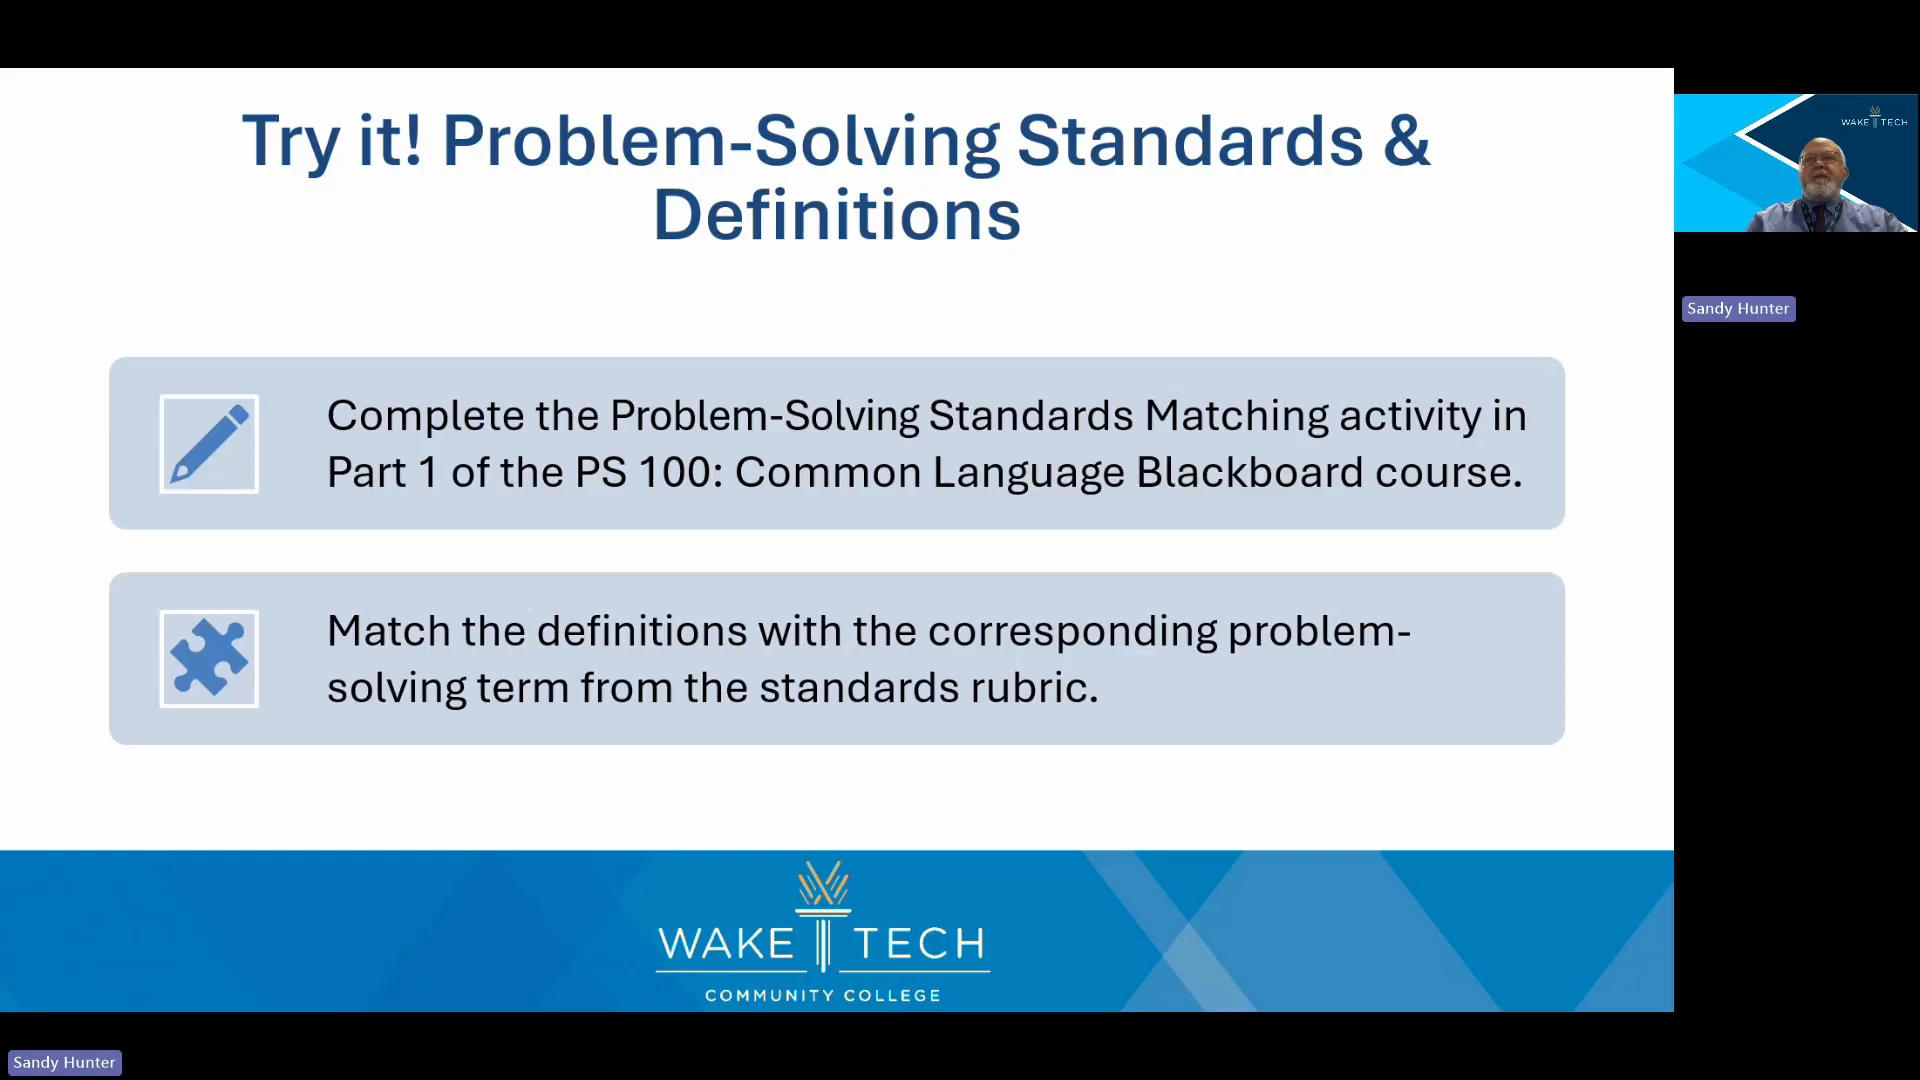 Try it! Problem-Solving Standards &
Definitions
WAKE TECH
Sandy Hunter
Complete the Problem-Solving Standards Matching activity in
Part 1 of the PS 100: Common Language Blackboard course.
Match the definitions with the corresponding problem-
solving term from the standards rubric.
WAKE TECH
COMMUNITY COLLEGE
Sandy Hunter